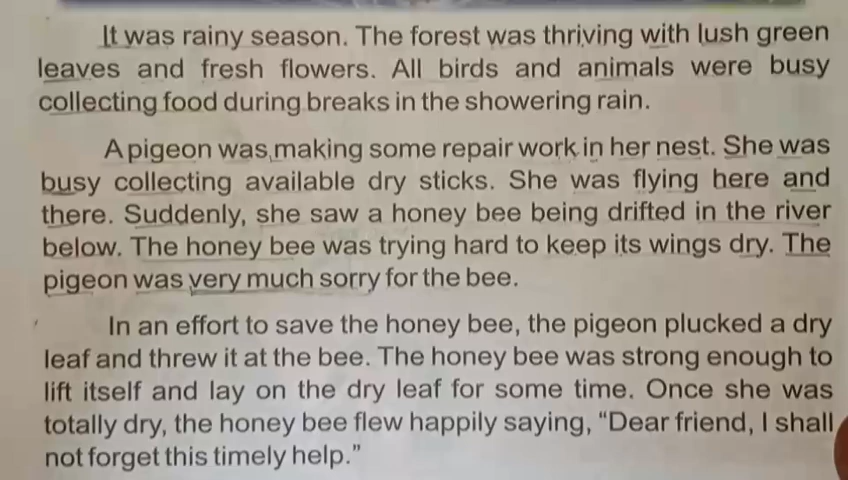 It was rainy season. The forest was thriving with lush green
leaves and fresh flowers. All birds and animals were busy
collecting food during breaks in the showering rain.
A pigeon was making some repair work in her nest. She was
busy collecting available dry sticks. She was flying here and
there. Suddenly, she saw a honey bee being drifted in the river
below. The honey bee was trying hard to keep its wings dry. The
pigeon was very much sorry for the bee.
In an effort to save the honey bee, the pigeon plucked a dry
leaf and threw it at the bee. The honey bee was strong enough to
lift itself and lay on the dry leaf for some time. Once she was
totally dry, the honey bee flew happily saying, “Dear friend, I shall
not forget this timely help.”